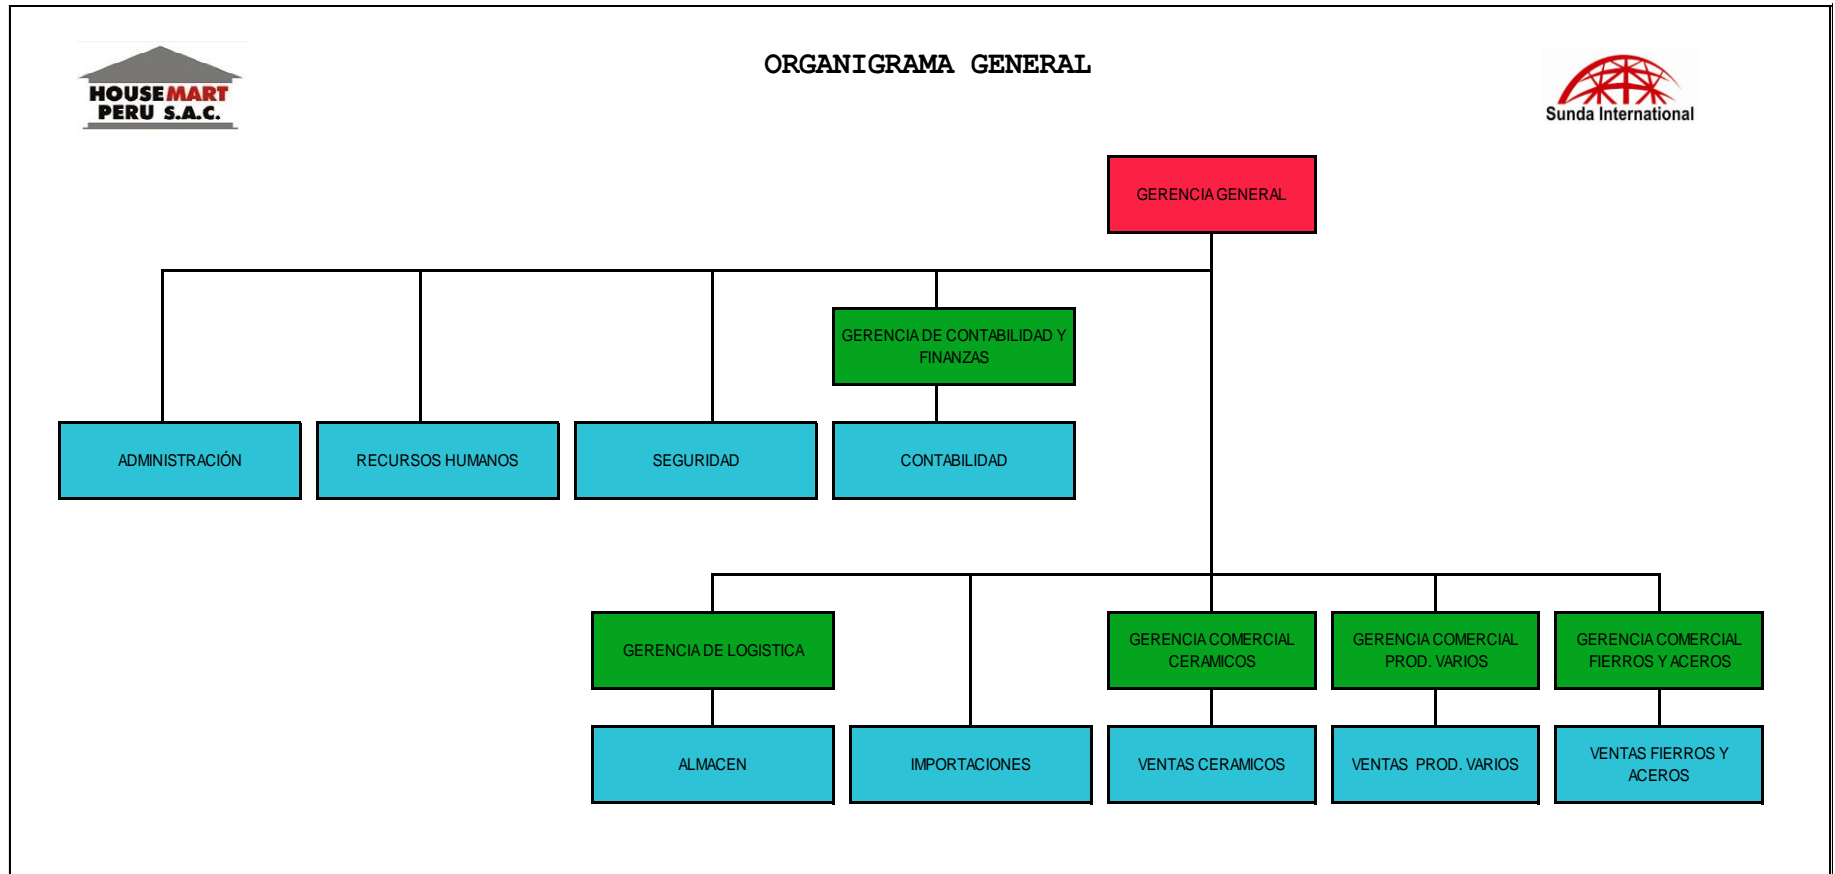 ORGANIGRAMA GENERAL
HOUSEMART
PERU S.A.C.
Sunda International
GERENCIA GENERAL
GERENCIA DE CONTABILIDAD Y
FINANZAS
ADMINISTRACIÓN
RECURSOS HUMANOS
SEGURIDAD
CONTABILIDAD
GERENCIA DE LOGISTICA
GERENCIA COMERCIAL
CERAMICOS
GERENCIA COMERCIAL
PROD. VARIOS
GERENCIA COMERCIAL
FIERROS Y ACEROS
ALMACEN
IMPORTACIONES
VENTAS CERAMICOS
VENTAS PROD. VARIOS
VENTAS FIERROS Y
ACEROS